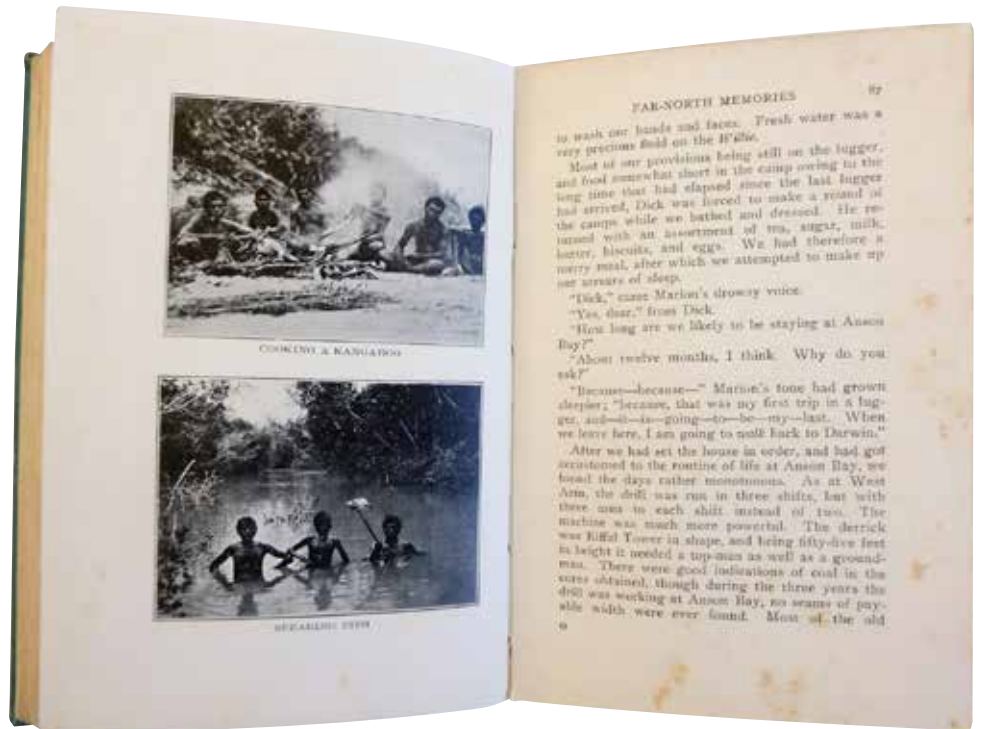 COOKING A KANGAROO
SPEARING FISH
FAR-NORTH MEMORIES 87
to wash our hands and faces. Fresh water was a
very precious fluid on the Wilbe.
Most of our provisions being still on the lugger,
and food somewhat short in the camp owing to the
long time that had elapsed since the last lugger
had arrived, Dick was forced to make a round of
the camps while we bathed and dressed. He re-
turned with an assortment of tea, sugar, milk,
butter, biscuits, and eggs. We had therefore a
merry meal, after which we attempted to make up
our arrears of sleep.
"Dick," came Marion's drowsy voice.
"Yes, dear," from Dick.
"How long are we likely to be staying at Anson
Bay?"
"About twelve months, I think. Why do you
ask?"
"Because—because—" Marion's tone had grown
sleepier; "because, that was my first trip in a lug-
ger, and—it—is—going—to—be—my—last. When
we leave here, I am going to walk back to Darwin."
After we had set the house in order, and had got
accustomed to the routine of life at Anson Bay, we
found the days rather monotonous. As at West
Arm, the drill was run in three shifts, but with
three men to each shift instead of two. The
machine was much more powerful. The derrick
was Eiffel Tower in shape, and being fifty-five feet
in height it needed a top-man as well as a ground-
man. There were good indications of coal in the
cores obtained, though during the three years the
drill was working at Anson Bay, no seams of pay-
able width were ever found. Most of the old